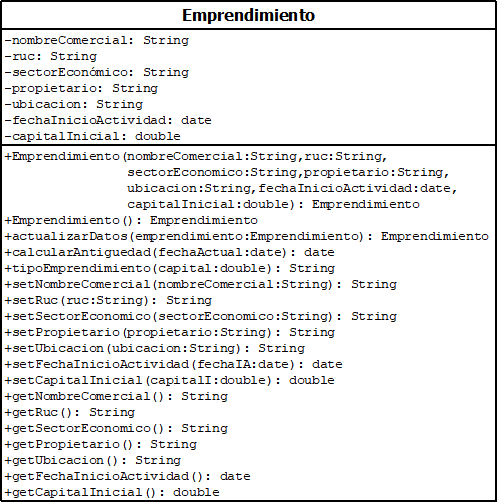 Emprendimiento
-nombreComercial: String
-ruc: String
-sectorEconómico: String
-propietario: String
-ubicacion: String
-fechaInicioActividad: date
-capitalInicial: double
+Emprendimiento(nombreComercial:String,ruc:String,
sectorEconomico:String,propietario:String,
ubicacion:String,fechaInicioActividad:date,
capitalInicial:double): Emprendimiento
+Emprendimiento(): Emprendimiento
+actualizarDatos(emprendimiento:Emprendimiento): Emprendimiento
+calcularAntiguedad(fechaActual:date): date
+tipoEmprendimiento(capital:double): String
+setNombreComercial(nombreComercial:String): String
+setRuc(ruc:String): String
+setSectorEconomico(sectorEconomico:String): String
+setPropietario(propietario:String): String
+setUbicacion(ubicacion:String): String
+setFechaInicioActividad(fechaIA:date): date
+setCapitalInicial(capitalI:double): double
+getNombreComercial(): String
+getRuc(): String
+getSectorEconomico(): String
+getPropietario(): String
+getUbicacion(): String
+getFechaInicioActividad(): date
+getCapitalInicial(): double